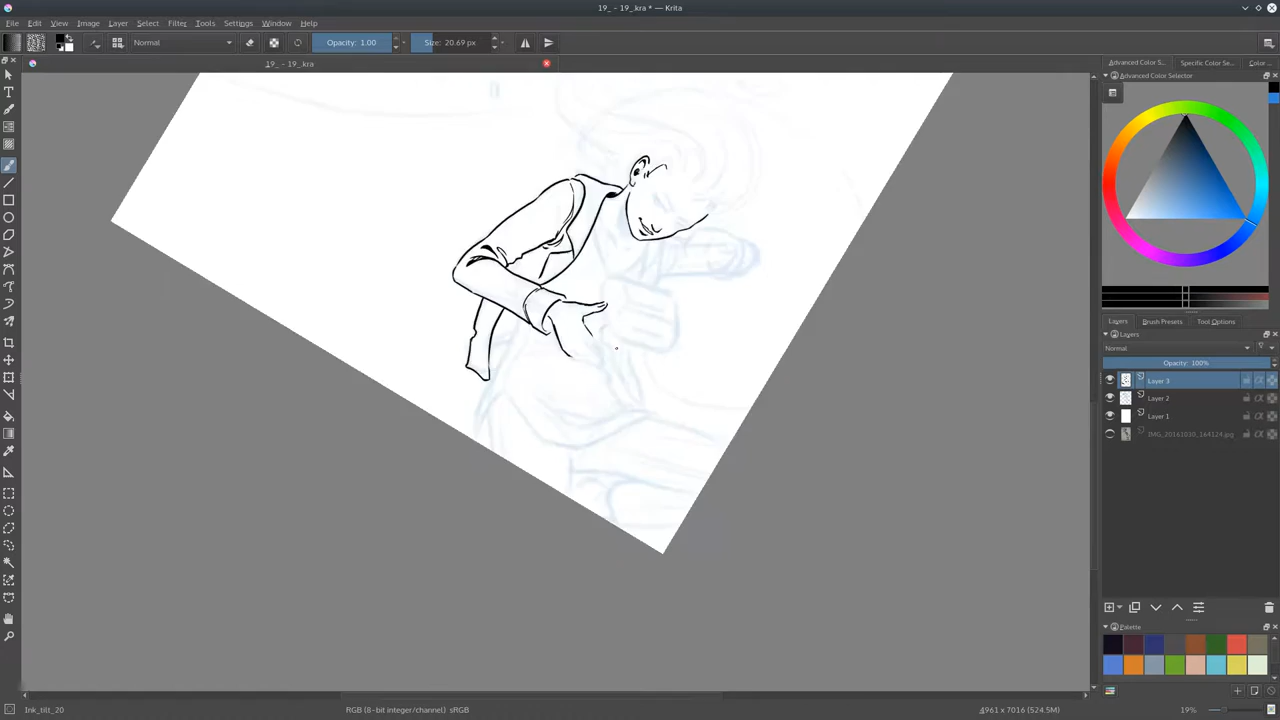 19_ - 19_.kra * — Krita
File Edit View Image Layer Select Filter Tools Settings Window Help
Normal Opacity: 1.00 Size: 20.69 px
19_ - 19_.kra
Advanced Color S... Specific Color Se... Color ...
Advanced Color Selector
Layers Brush Presets Tool Options
Layers
Normal
Opacity: 100%
Layer 3
Layer 2
Layer 1
IMG_20161030_164124.jpg
Palette
Ink_tilt_20 RGB (8-bit integer/channel) sRGB 4961 x 7016 (524.5M) 19%